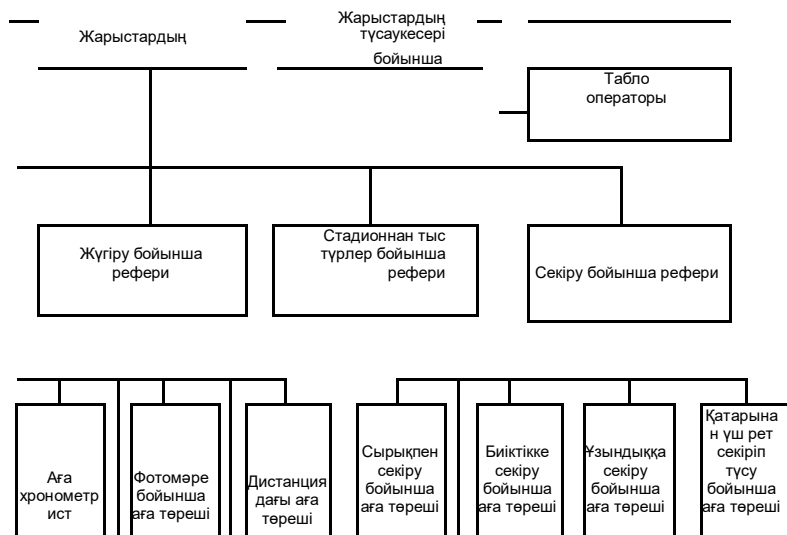 Жарыстардың
Жарыстардың
түсаукесері
бойынша
Табло
операторы
Жүгіру бойынша
рефери
Стадионнан тыс
түрлер бойынша
рефери
Секіру бойынша рефери
Аға
хронометр
ист
Фотомәре
бойынша
аға төреші
Дистанция
дағы аға
төреші
Сырықпен
секіру
бойынша
аға төреші
Биіктікке
секіру
бойынша
аға төреші
Ұзындыққа
секіру
бойынша
аға төреші
Қатарына
н үш рет
секіріп
түсу
бойынша
аға төреші